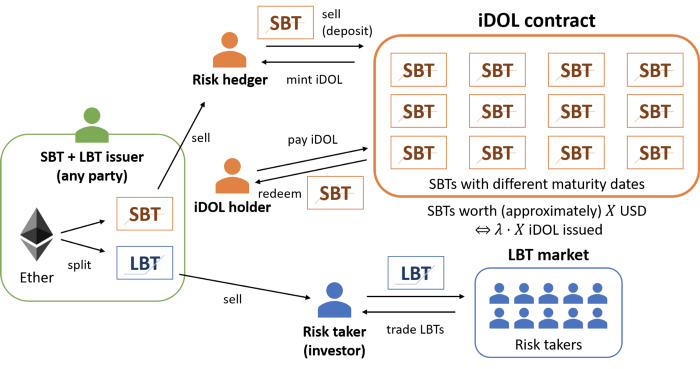 iDOL contract
SBT
sell
(deposit)
Risk hedger
mint iDOL
SBT SBT SBT SBT
SBT SBT SBT SBT
SBT SBT SBT SBT
SBTs with different maturity dates
SBTs worth (approximately) X USD
⇔ λ · X iDOL issued
sell
pay iDOL
iDOL holder
redeem
SBT
SBT + LBT issuer
(any party)
SBT
LBT
Ether
split
sell
Risk taker
(investor)
LBT
trade LBTs
LBT market
Risk takers